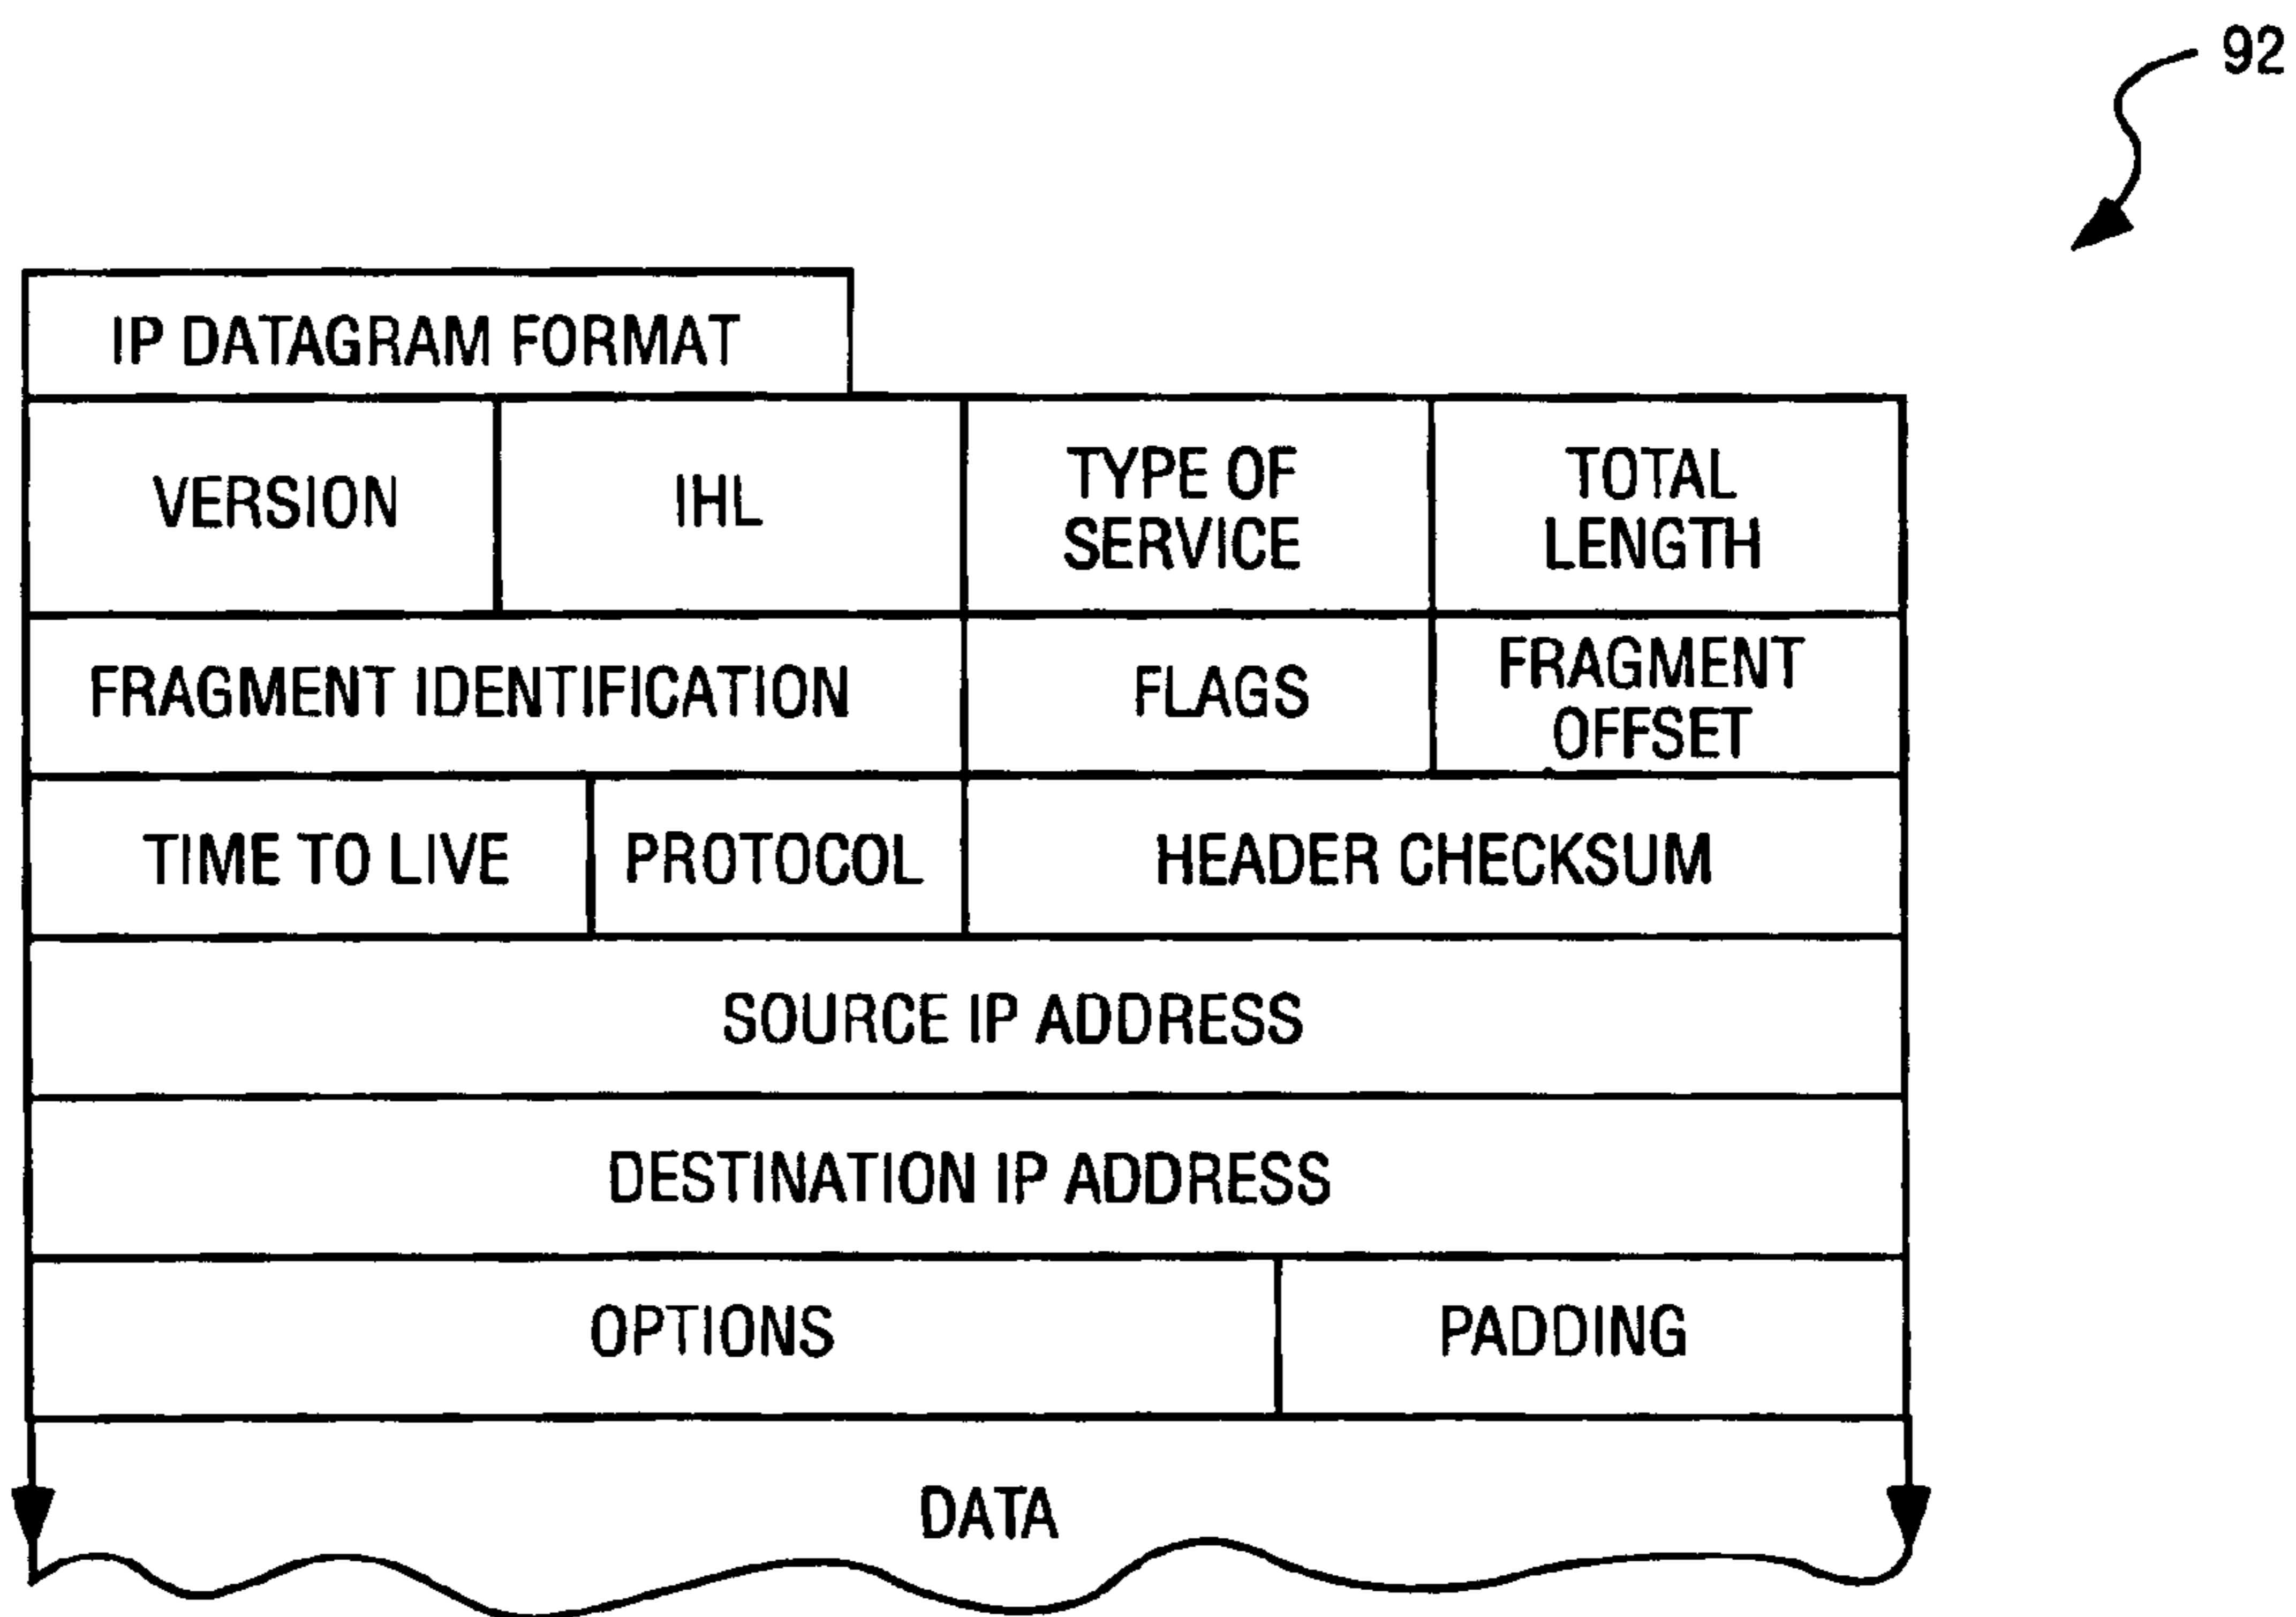 92
IP DATAGRAM FORMAT
VERSION
IHL
TYPE OF
SERVICE
TOTAL
LENGTH
FRAGMENT IDENTIFICATION
FLAGS
FRAGMENT
OFFSET
TIME TO LIVE
PROTOCOL
HEADER CHECKSUM
SOURCE IP ADDRESS
DESTINATION IP ADDRESS
OPTIONS
PADDING
DATA